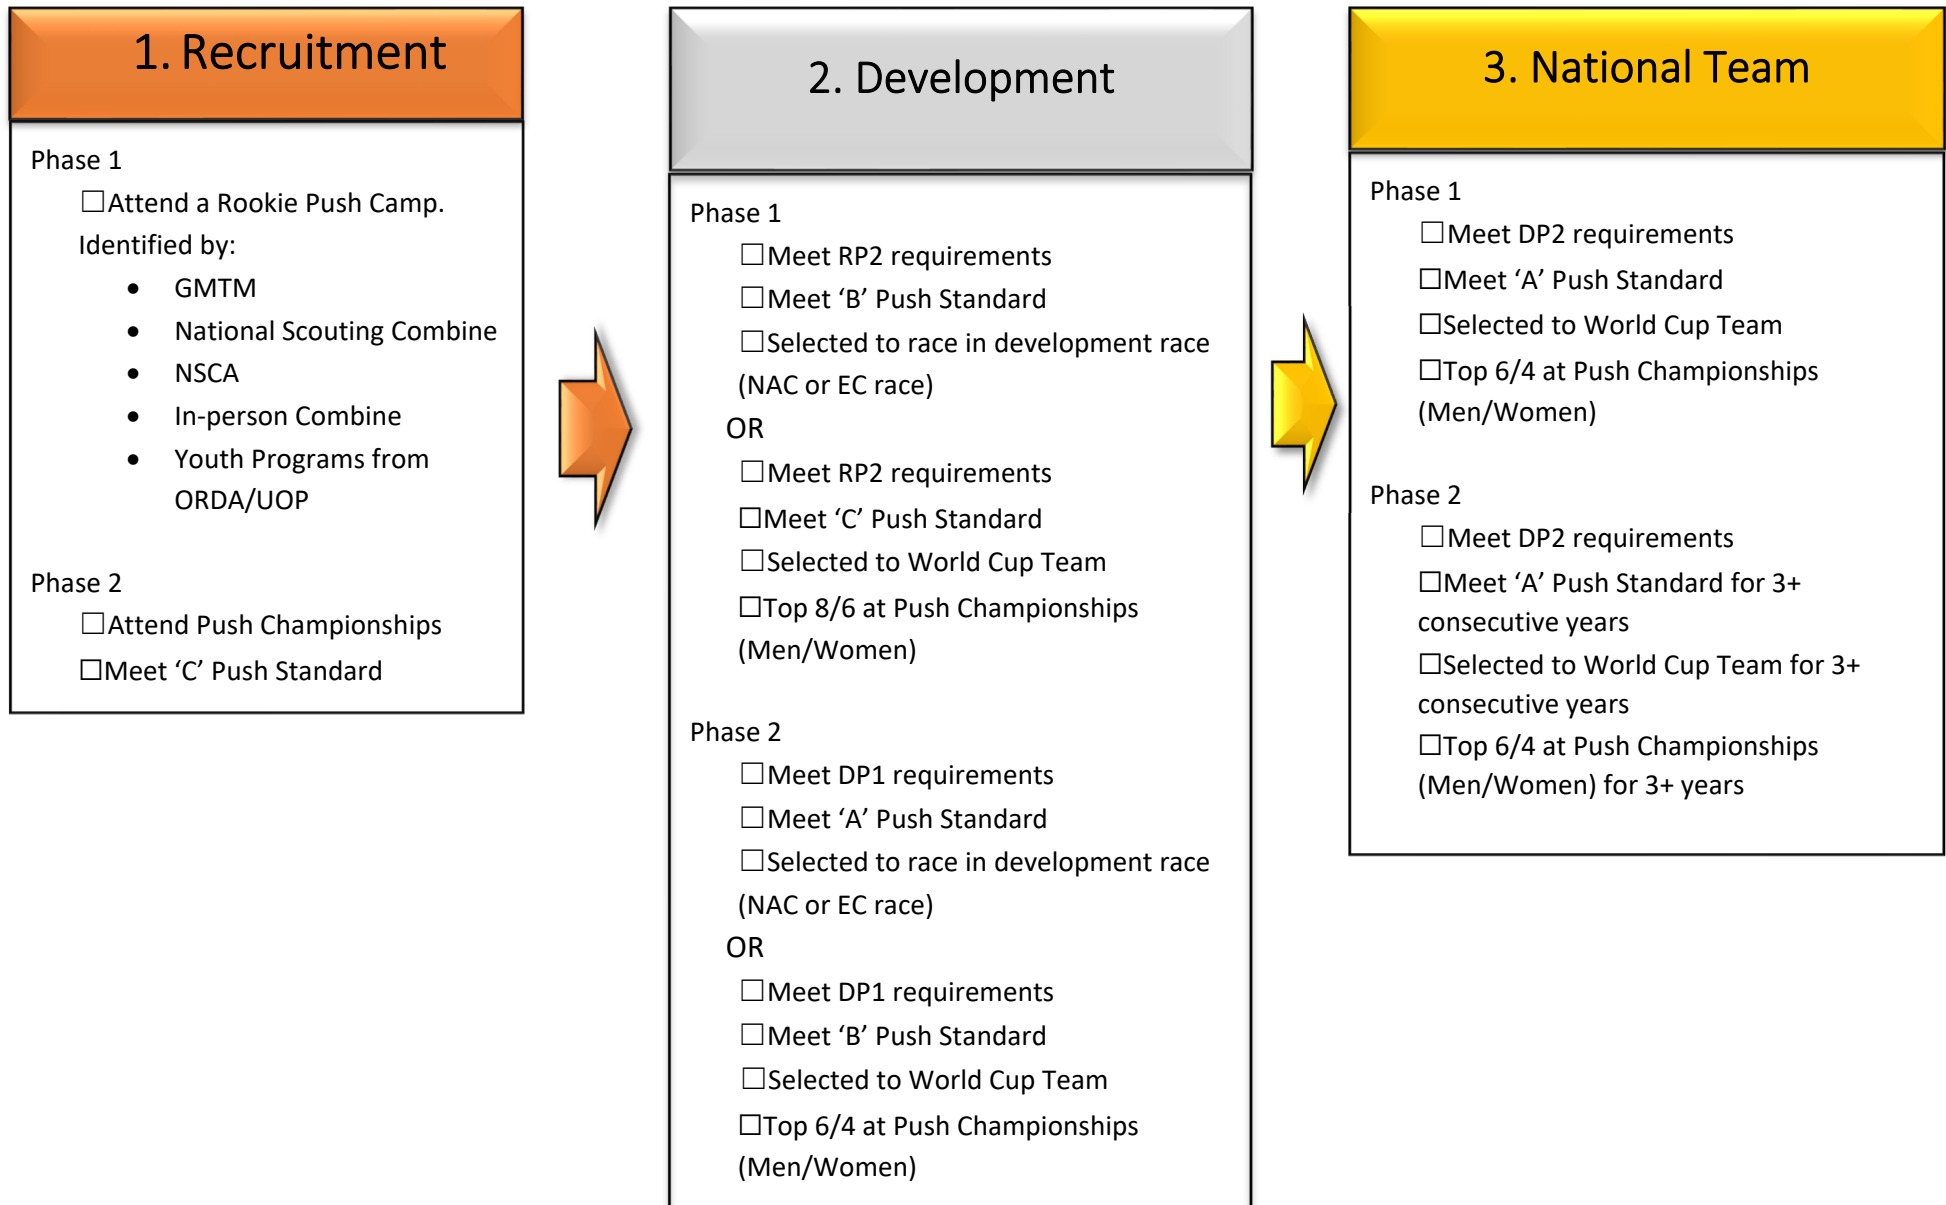 1. Recruitment
Phase 1
☐Attend a Rookie Push Camp.
Identified by:
• GMTM
• National Scouting Combine
• NSCA
• In-person Combine
• Youth Programs from
ORDA/UOP
Phase 2
☐Attend Push Championships
☐Meet ‘C’ Push Standard
2. Development
Phase 1
☐Meet RP2 requirements
☐Meet ‘B’ Push Standard
☐Selected to race in development race
(NAC or EC race)
OR
☐Meet RP2 requirements
☐Meet ‘C’ Push Standard
☐Selected to World Cup Team
☐Top 8/6 at Push Championships
(Men/Women)
Phase 2
☐Meet DP1 requirements
☐Meet ‘A’ Push Standard
☐Selected to race in development race
(NAC or EC race)
OR
☐Meet DP1 requirements
☐Meet ‘B’ Push Standard
☐Selected to World Cup Team
☐Top 6/4 at Push Championships
(Men/Women)
3. National Team
Phase 1
☐Meet DP2 requirements
☐Meet ‘A’ Push Standard
☐Selected to World Cup Team
☐Top 6/4 at Push Championships
(Men/Women)
Phase 2
☐Meet DP2 requirements
☐Meet ‘A’ Push Standard for 3+
consecutive years
☐Selected to World Cup Team for 3+
consecutive years
☐Top 6/4 at Push Championships
(Men/Women) for 3+ years